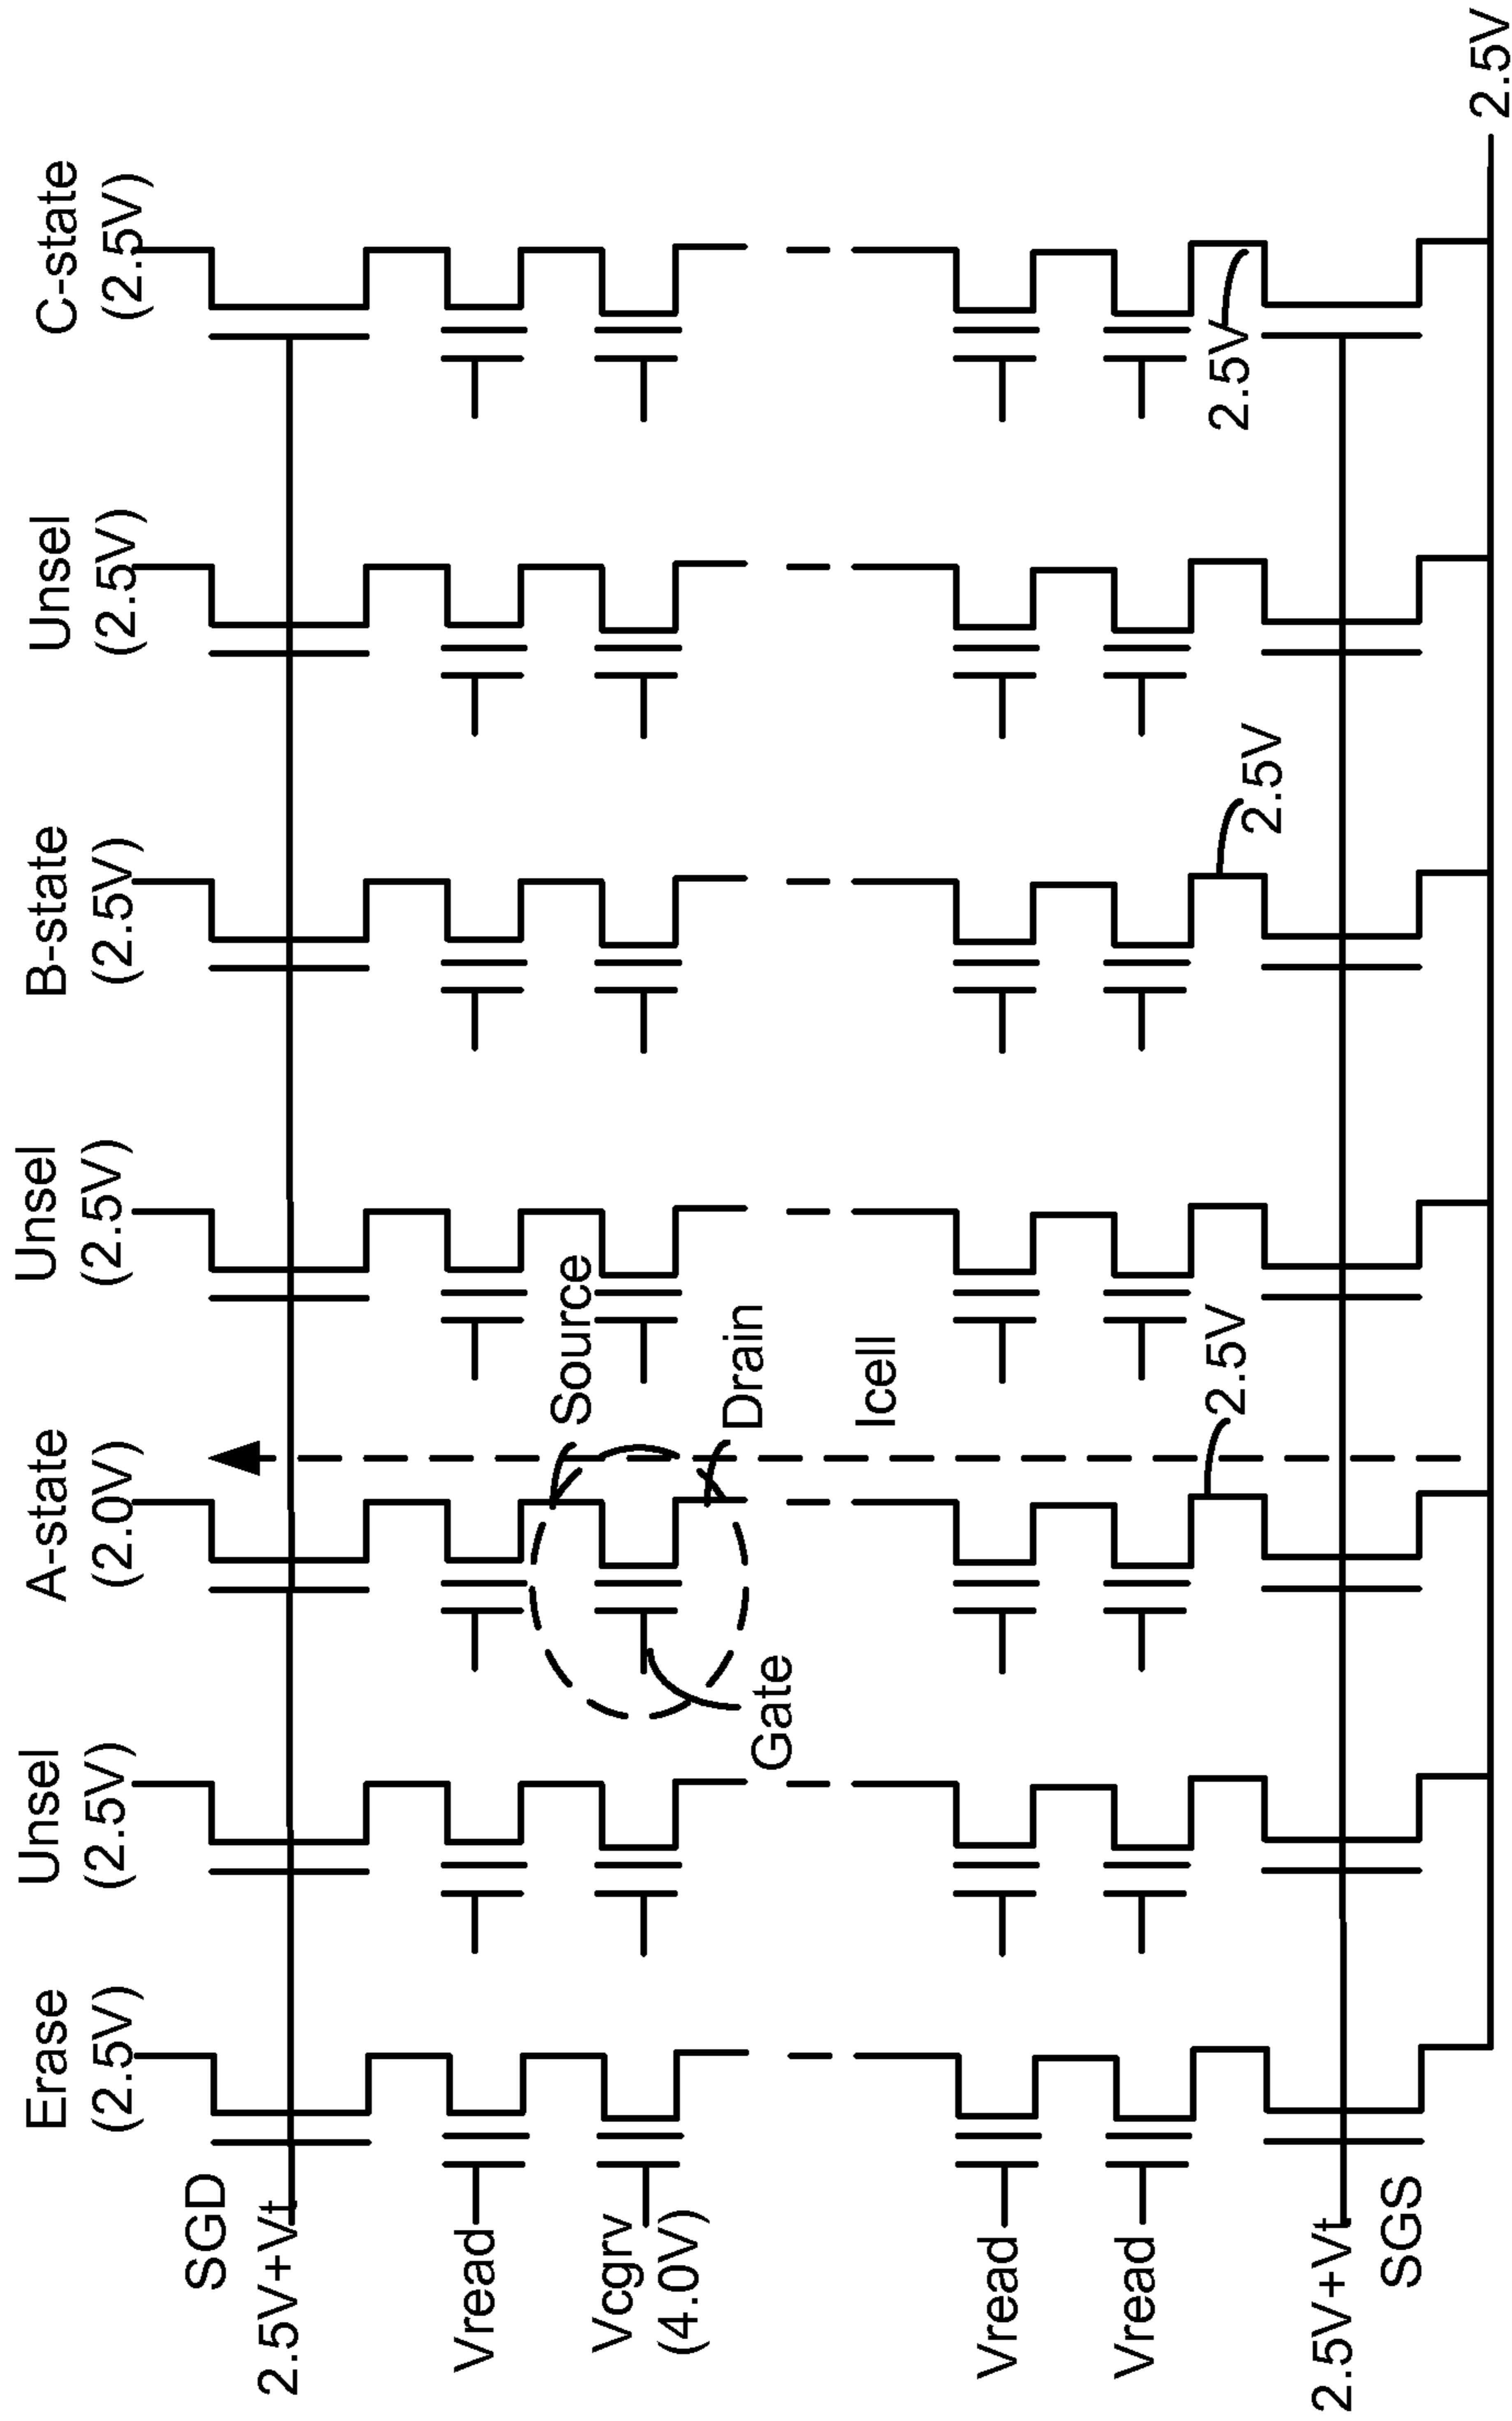 Erase
(2.5V)
Unsel
(2.5V)
A-state
(2.0V)
Unsel
(2.5V)
B-state
(2.5V)
Unsel
(2.5V)
C-state
(2.5V)
SGD
2.5V+Vt
Vread
Vcgrv
(4.0V)
Source
Drain
Gate
Icell
Vread
Vread
2.5V
2.5V
2.5V
2.5V+Vt
SGS
2.5V